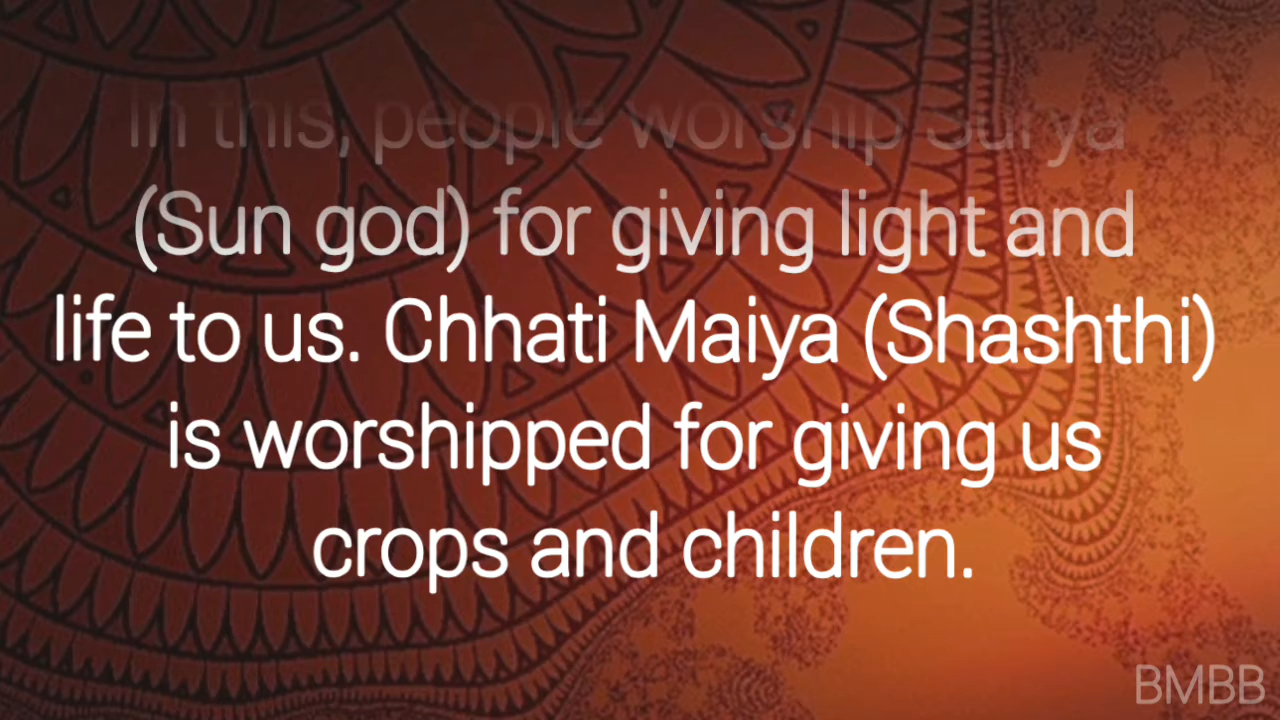 In this, people worship Surya
(Sun god) for giving light and
life to us. Chhati Maiya (Shashthi)
is worshipped for giving us
crops and children.
BMBB